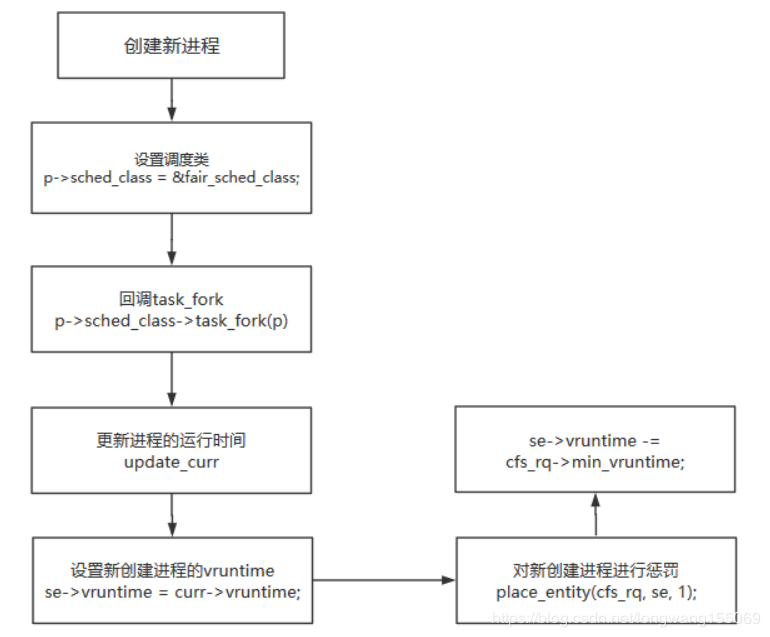 创建新进程
设置调度类
p->sched_class = &fair_sched_class;
回调task_fork
p->sched_class->task_fork(p)
更新进程的运行时间
update_curr
设置新创建进程的vruntime
se->vruntime = curr->vruntime;
对新创建进程进行惩罚
place_entity(cfs_rq, se, 1);
se->vruntime -=
cfs_rq->min_vruntime;
https://blog.csdn.net/longwang155069